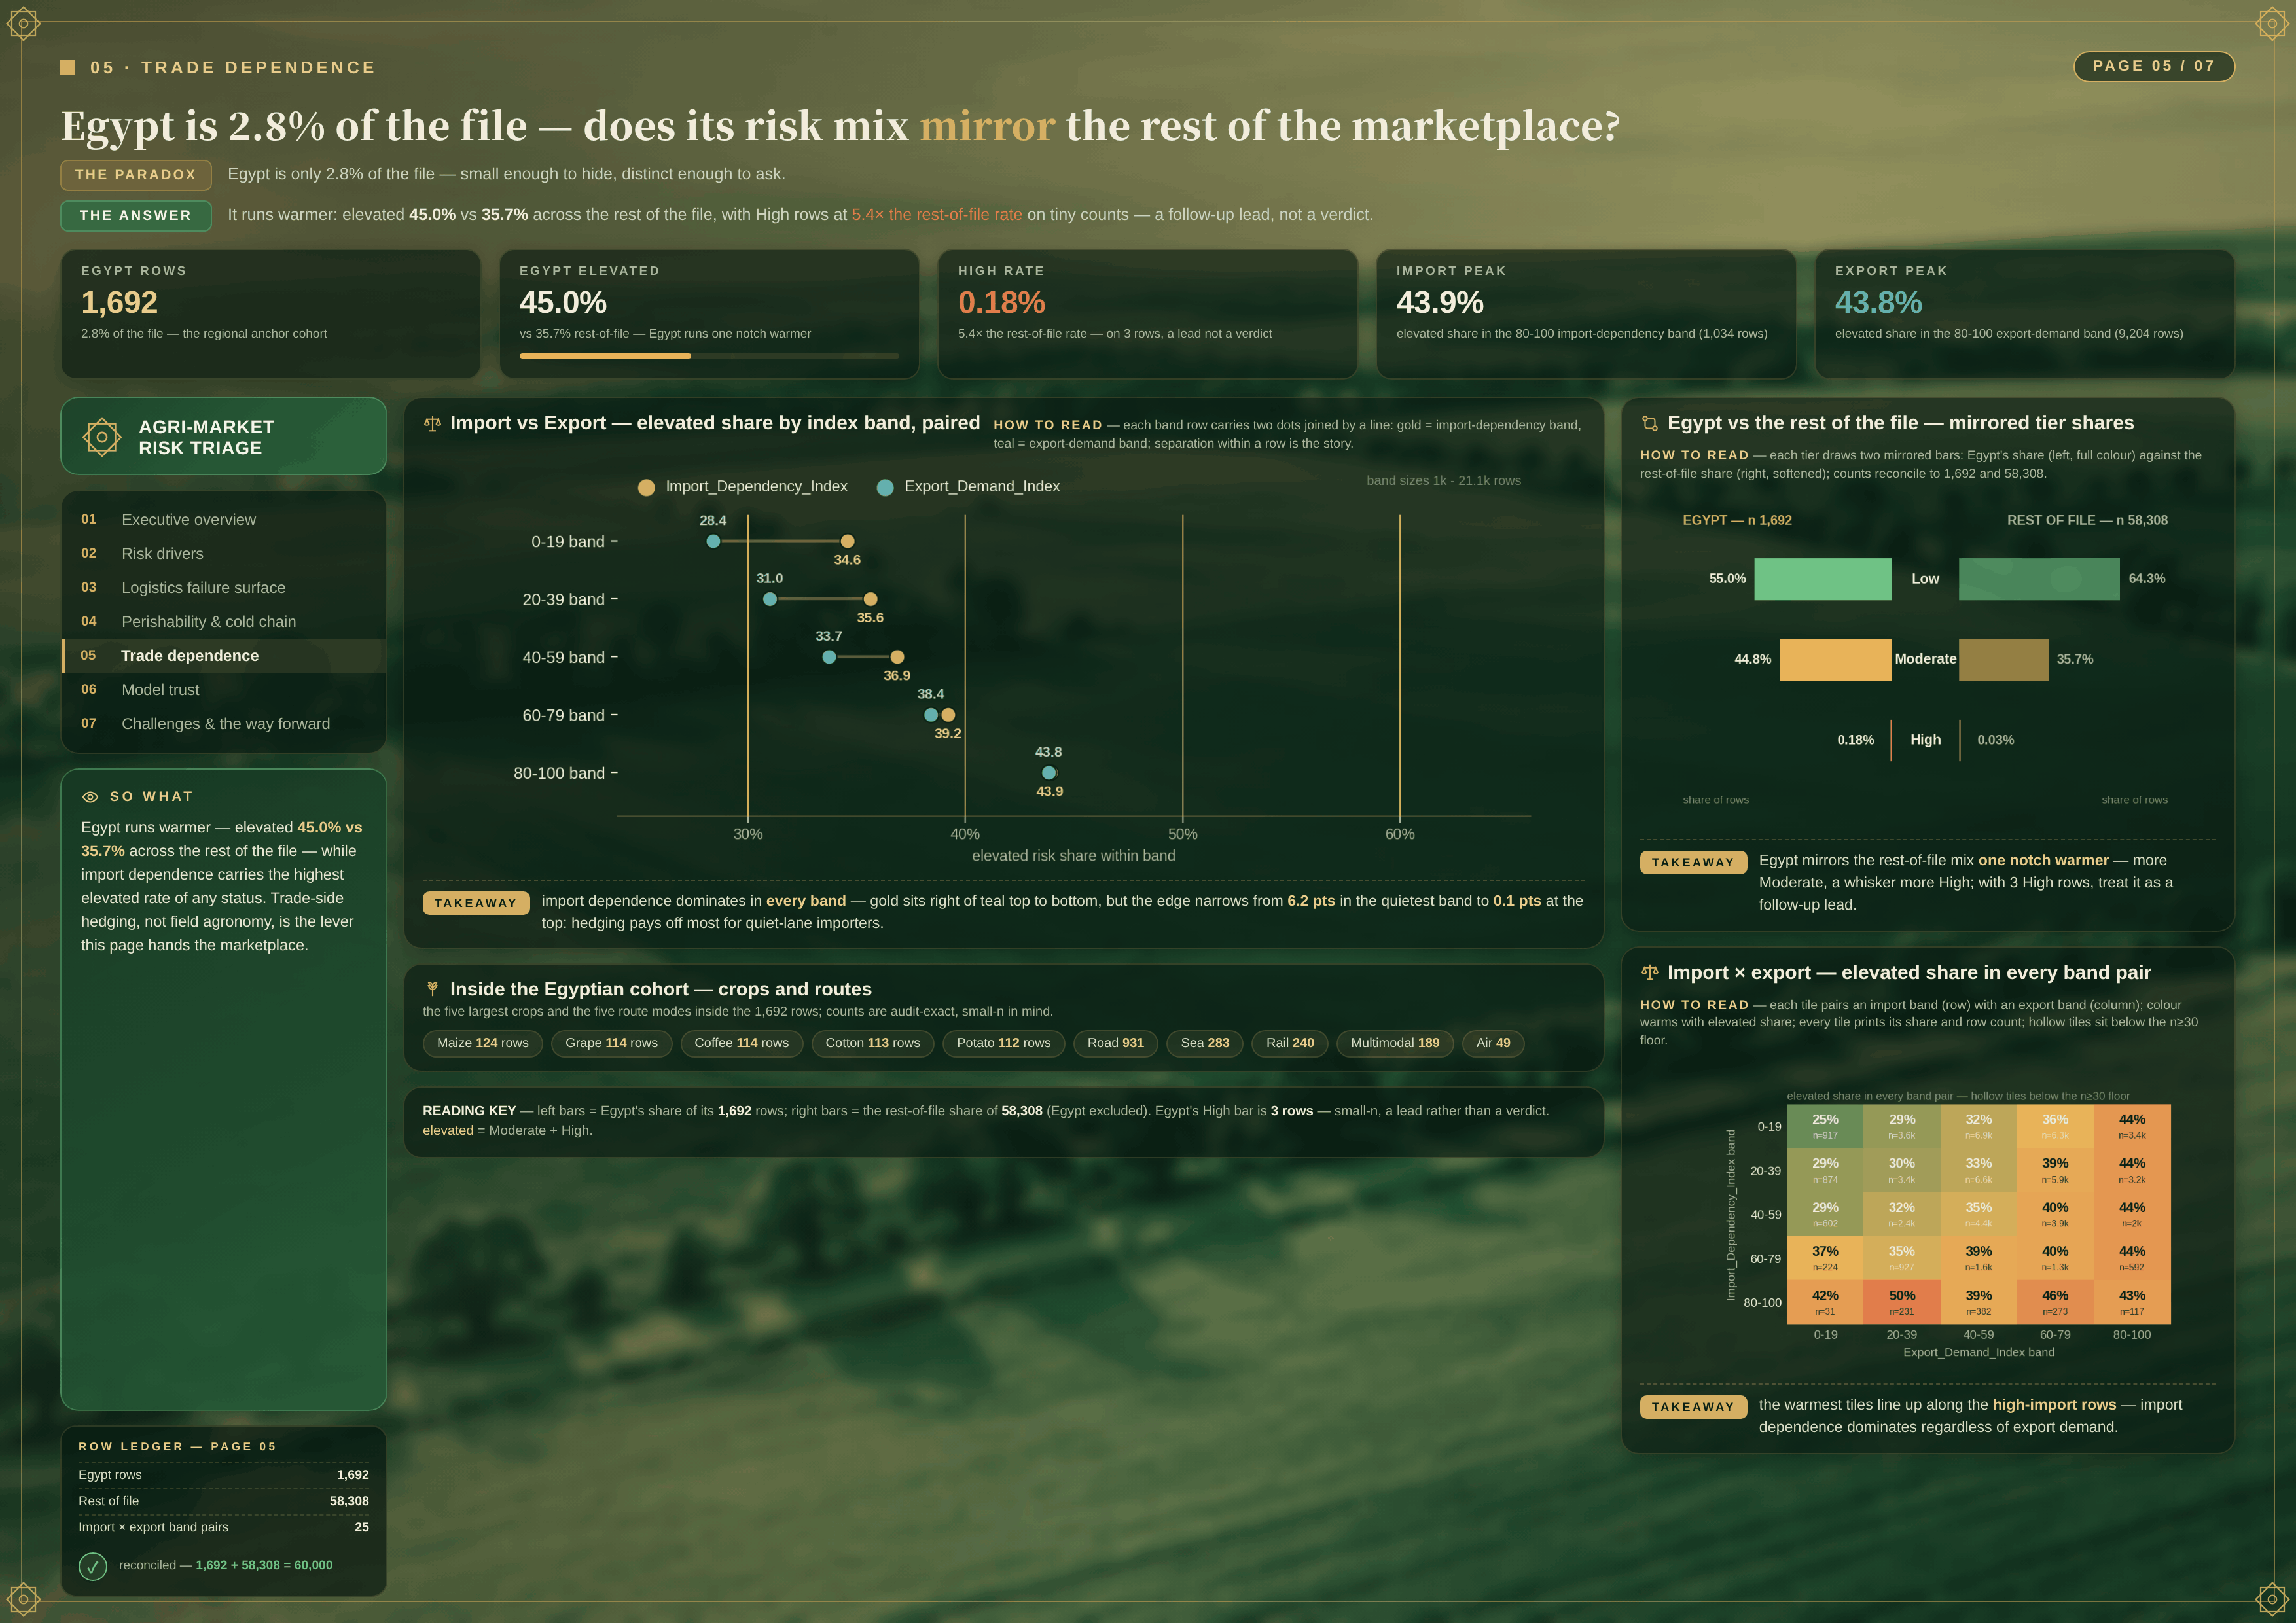 05 · TRADE DEPENDENCE
PAGE 05 / 07
Egypt is 2.8% of the file — does its risk mix mirror the rest of the marketplace?
THE PARADOX
Egypt is only 2.8% of the file — small enough to hide, distinct enough to ask.
THE ANSWER
It runs warmer: elevated 45.0% vs 35.7% across the rest of the file, with High rows at 5.4× the rest-of-file rate on tiny counts — a follow-up lead, not a verdict.
EGYPT ROWS
1,692
2.8% of the file — the regional anchor cohort
EGYPT ELEVATED
45.0%
vs 35.7% rest-of-file — Egypt runs one notch warmer
HIGH RATE
0.18%
5.4× the rest-of-file rate — on 3 rows, a lead not a verdict
IMPORT PEAK
43.9%
elevated share in the 80-100 import-dependency band (1,034 rows)
EXPORT PEAK
43.8%
elevated share in the 80-100 export-demand band (9,204 rows)
AGRI-MARKET
RISK TRIAGE
01 Executive overview
02 Risk drivers
03 Logistics failure surface
04 Perishability & cold chain
05 Trade dependence
06 Model trust
07 Challenges & the way forward
SO WHAT
Egypt runs warmer — elevated 45.0% vs
35.7% across the rest of the file — while
import dependence carries the highest
elevated rate of any status. Trade-side
hedging, not field agronomy, is the lever
this page hands the marketplace.
ROW LEDGER — PAGE 05
Egypt rows 1,692
Rest of file 58,308
Import × export band pairs 25
reconciled — 1,692 + 58,308 = 60,000
Import vs Export — elevated share by index band, paired
HOW TO READ — each band row carries two dots joined by a line: gold = import-dependency band,
teal = export-demand band; separation within a row is the story.
Import_Dependency_Index
Export_Demand_Index
band sizes 1k - 21.1k rows
28.4
0-19 band
34.6
31.0
20-39 band
35.6
33.7
40-59 band
36.9
38.4
60-79 band
39.2
43.8
80-100 band
43.9
30% 40% 50% 60%
elevated risk share within band
TAKEAWAY
import dependence dominates in every band — gold sits right of teal top to bottom, but the edge narrows from 6.2 pts in the quietest band to 0.1 pts at the
top: hedging pays off most for quiet-lane importers.
Inside the Egyptian cohort — crops and routes
the five largest crops and the five route modes inside the 1,692 rows; counts are audit-exact, small-n in mind.
Maize 124 rows
Grape 114 rows
Coffee 114 rows
Cotton 113 rows
Potato 112 rows
Road 931
Sea 283
Rail 240
Multimodal 189
Air 49
READING KEY — left bars = Egypt's share of its 1,692 rows; right bars = the rest-of-file share of 58,308 (Egypt excluded). Egypt's High bar is 3 rows — small-n, a lead rather than a verdict.
elevated = Moderate + High.
Egypt vs the rest of the file — mirrored tier shares
HOW TO READ — each tier draws two mirrored bars: Egypt's share (left, full colour) against the
rest-of-file share (right, softened); counts reconcile to 1,692 and 58,308.
EGYPT — n 1,692
REST OF FILE — n 58,308
55.0% Low 64.3%
44.8% Moderate 35.7%
0.18% High 0.03%
share of rows
share of rows
TAKEAWAY
Egypt mirrors the rest-of-file mix one notch warmer — more
Moderate, a whisker more High; with 3 High rows, treat it as a
follow-up lead.
Import × export — elevated share in every band pair
HOW TO READ — each tile pairs an import band (row) with an export band (column); colour
warms with elevated share; every tile prints its share and row count; hollow tiles sit below the n≥30
floor.
elevated share in every band pair — hollow tiles below the n≥30 floor
Import_Dependency_Index band
25% 29% 32% 36% 44%
0-19
n=917 n=3.6k n=6.9k n=6.3k n=3.4k
29% 30% 33% 39% 44%
20-39
n=874 n=3.4k n=6.6k n=5.9k n=3.2k
29% 32% 35% 40% 44%
40-59
n=602 n=2.4k n=4.4k n=3.9k n=2k
37% 35% 39% 40% 44%
60-79
n=224 n=927 n=1.6k n=1.3k n=592
42% 50% 39% 46% 43%
80-100
n=31 n=231 n=382 n=273 n=117
0-19 20-39 40-59 60-79 80-100
Export_Demand_Index band
TAKEAWAY
the warmest tiles line up along the high-import rows — import
dependence dominates regardless of export demand.